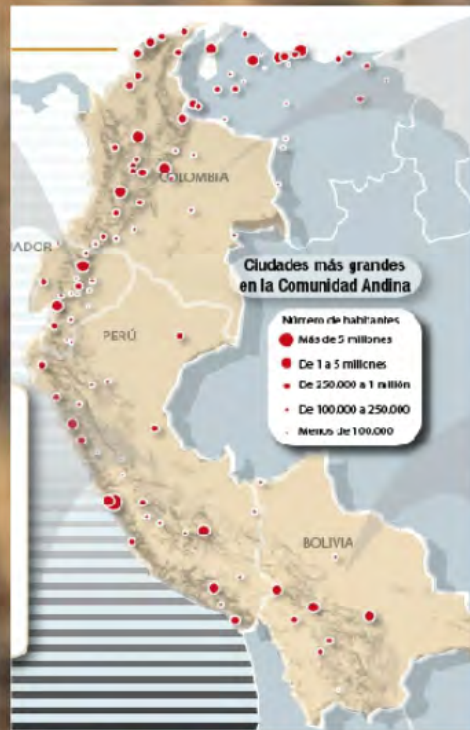 COLOMBIA
ADOR
Ciudades más grandes
en la Comunidad Andina
Número de habitantes
Más de 5 millones
De 1 a 5 millones
De 250.000 a 1 millón
De 100.000 a 250.000
Menos de 100.000
PERÚ
BOLIVIA